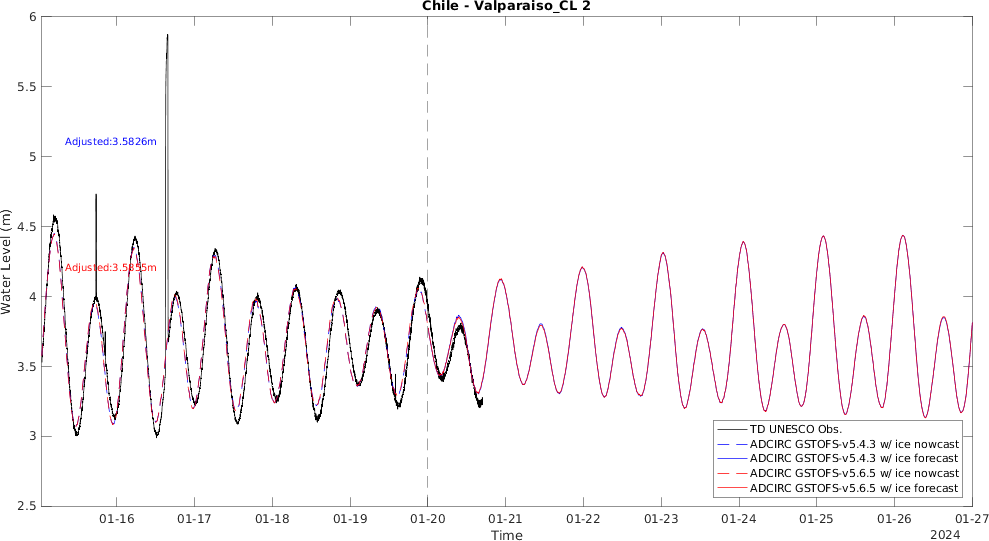 Chile - Valparaiso_CL 2
Water Level (m)
6
5.5
5
4.5
4
3.5
3
2.5
Adjusted:3.5826m
Adjusted:3.5855m
TD UNESCO Obs.
ADCIRC GSTOFS-v5.4.3 w/ ice nowcast
ADCIRC GSTOFS-v5.4.3 w/ ice forecast
ADCIRC GSTOFS-v5.6.5 w/ ice nowcast
ADCIRC GSTOFS-v5.6.5 w/ ice forecast
01-16 01-17 01-18 01-19 01-20 01-21 01-22 01-23 01-24 01-25 01-26 01-27
Time
2024